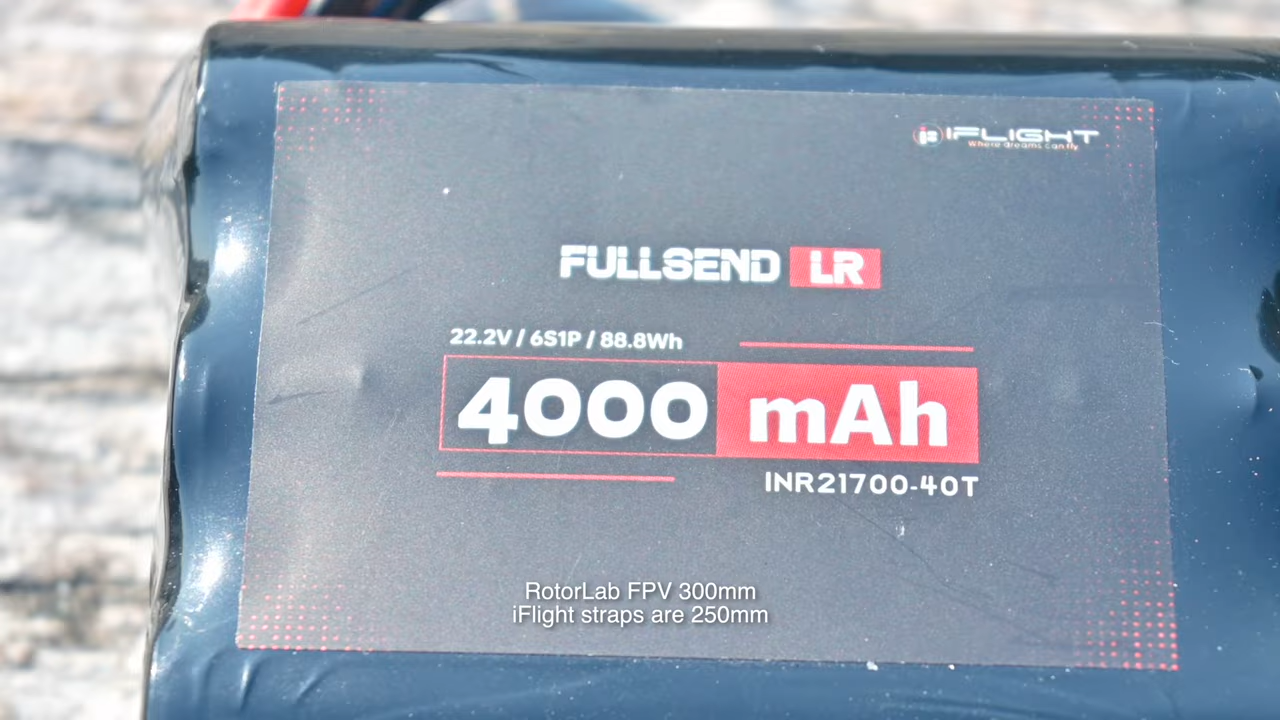 iFLIGHT
Where dreams can fly
FULLSEND LR
22.2V / 6S1P / 88.8Wh
4000 mAh
INR21700-40T
RotorLab FPV 300mm
iFlight straps are 250mm